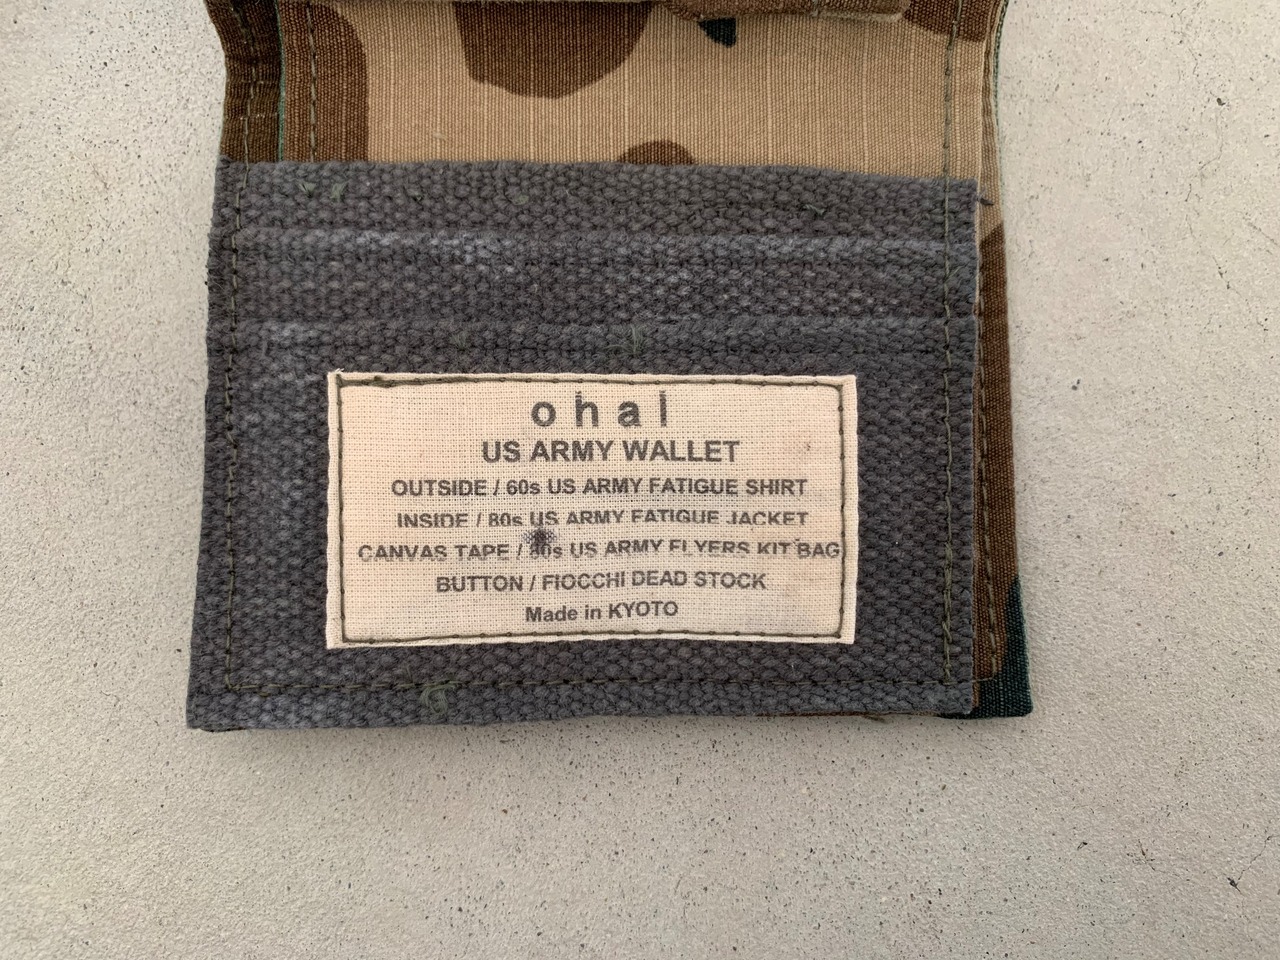 ohal
US ARMY WALLET
OUTSIDE / 60s US ARMY FATIGUE SHIRT
INSIDE / 80s US ARMY FATIGUE JACKET
CANVAS TAPE / US ARMY FLYERS KIT BAG
BUTTON / FIOCCHI DEAD STOCK
Made in KYOTO